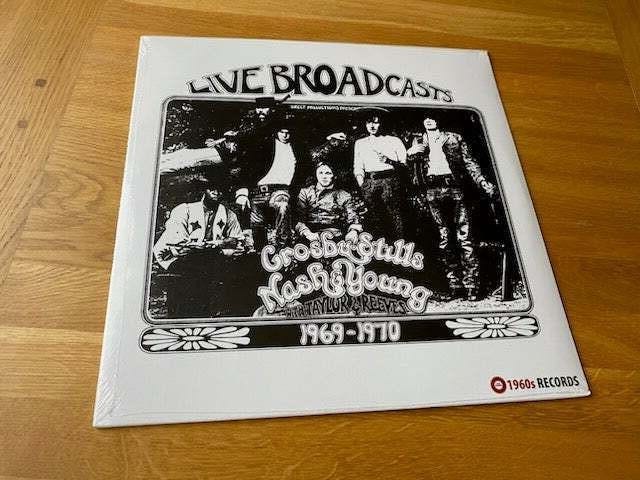 LIVE BROADCASTS
Crosby Stills
Nash & Young
WITH TAYLOR & REEVES
1969-1970
1960s RECORDS